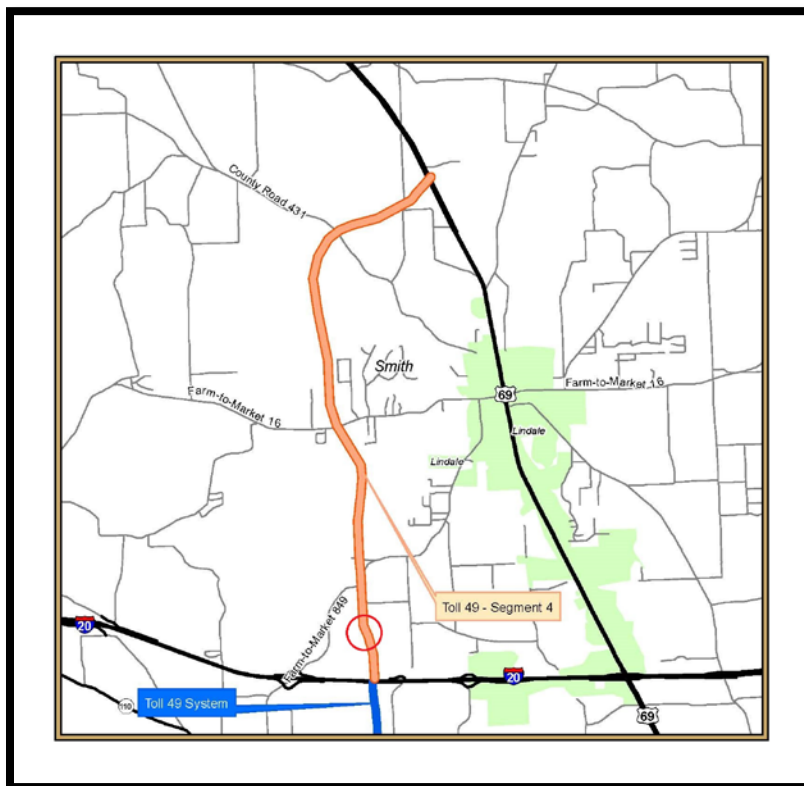 County Road 431
Smith
Farm-to-Market 16
69
Farm-to-Market 16
Lindale
Lindale
Toll 49 - Segment 4
Farm-to-Market 849
20
20
110
Toll 49 System
69